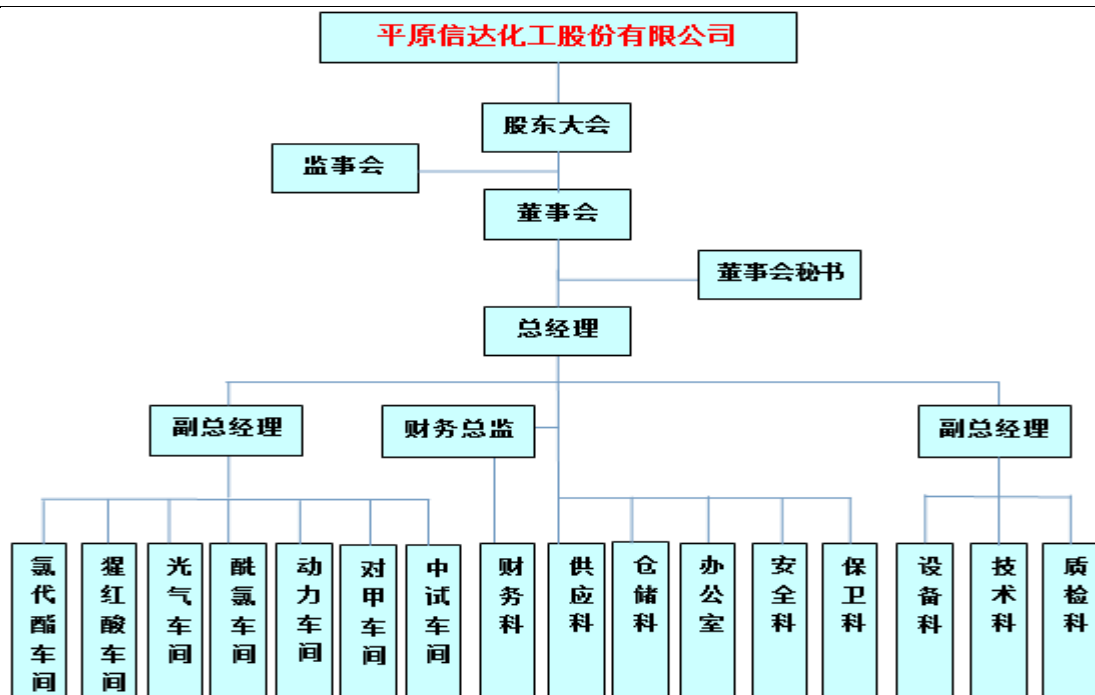 平原信达化工股份有限公司
股东大会
监事会
董事会
董事会秘书
总经理
副总经理
财务总监
副总经理
氯代酯车间
猩红酸车间
光气车间
酰氯车间
动力车间
对甲车间
中试车间
财务科
供应科
仓储科
办公室
安全科
保卫科
设备科
技术科
质检科